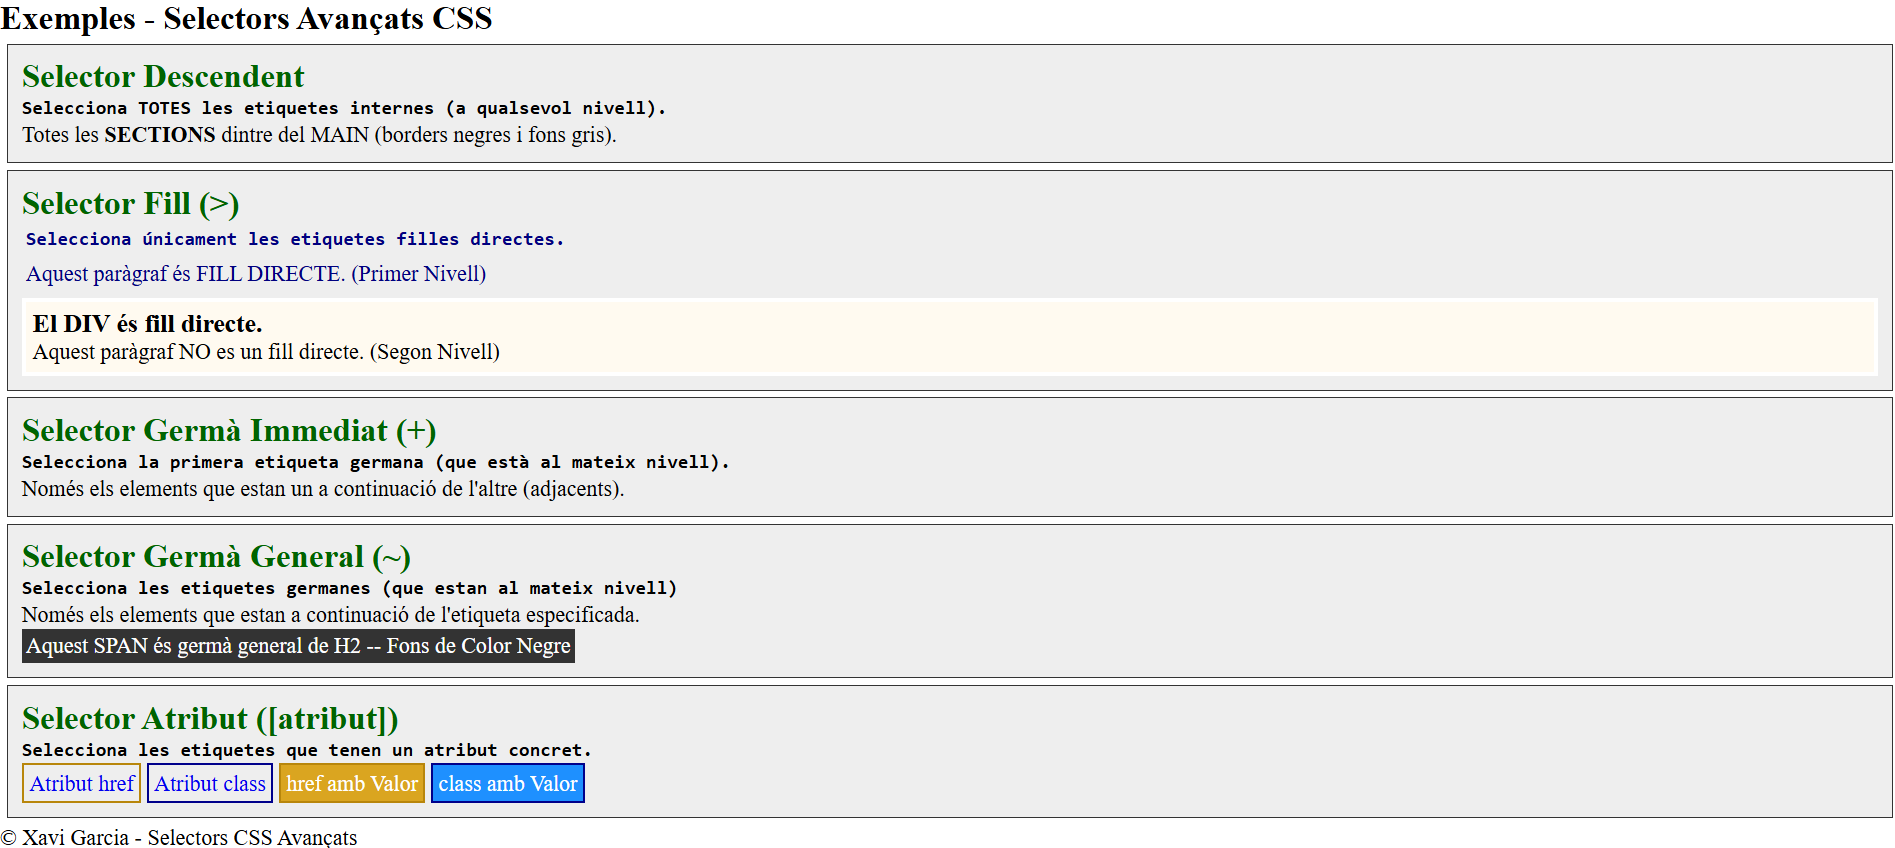 Exemples - Selectors Avançats CSS
Selector Descendent
Selecciona TOTES les etiquetes internes (a qualsevol nivell).
Totes les SECTIONS dintre del MAIN (borders negres i fons gris).
Selector Fill (>)
Selecciona únicament les etiquetes filles directes.
Aquest paràgraf és FILL DIRECTE. (Primer Nivell)
El DIV és fill directe.
Aquest paràgraf NO es un fill directe. (Segon Nivell)
Selector Germà Immediat (+)
Selecciona la primera etiqueta germana (que està al mateix nivell).
Només els elements que estan un a continuació de l'altre (adjacents).
Selector Germà General (~)
Selecciona les etiquetes germanes (que estan al mateix nivell)
Només els elements que estan a continuació de l'etiqueta especificada.
Aquest SPAN és germà general de H2 -- Fons de Color Negre
Selector Atribut ([atribut])
Selecciona les etiquetes que tenen un atribut concret.
Atribut href Atribut class href amb Valor class amb Valor
© Xavi Garcia - Selectors CSS Avançats